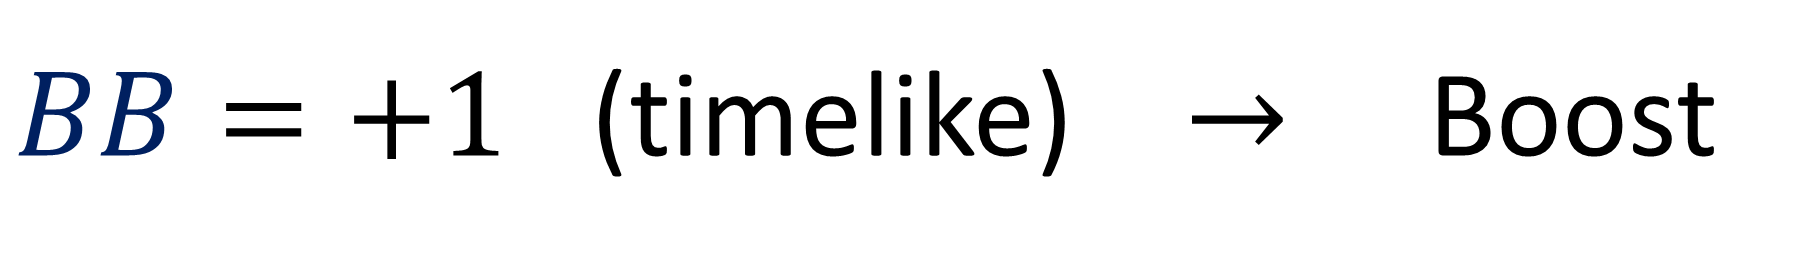 BB = +1 (timelike) → Boost